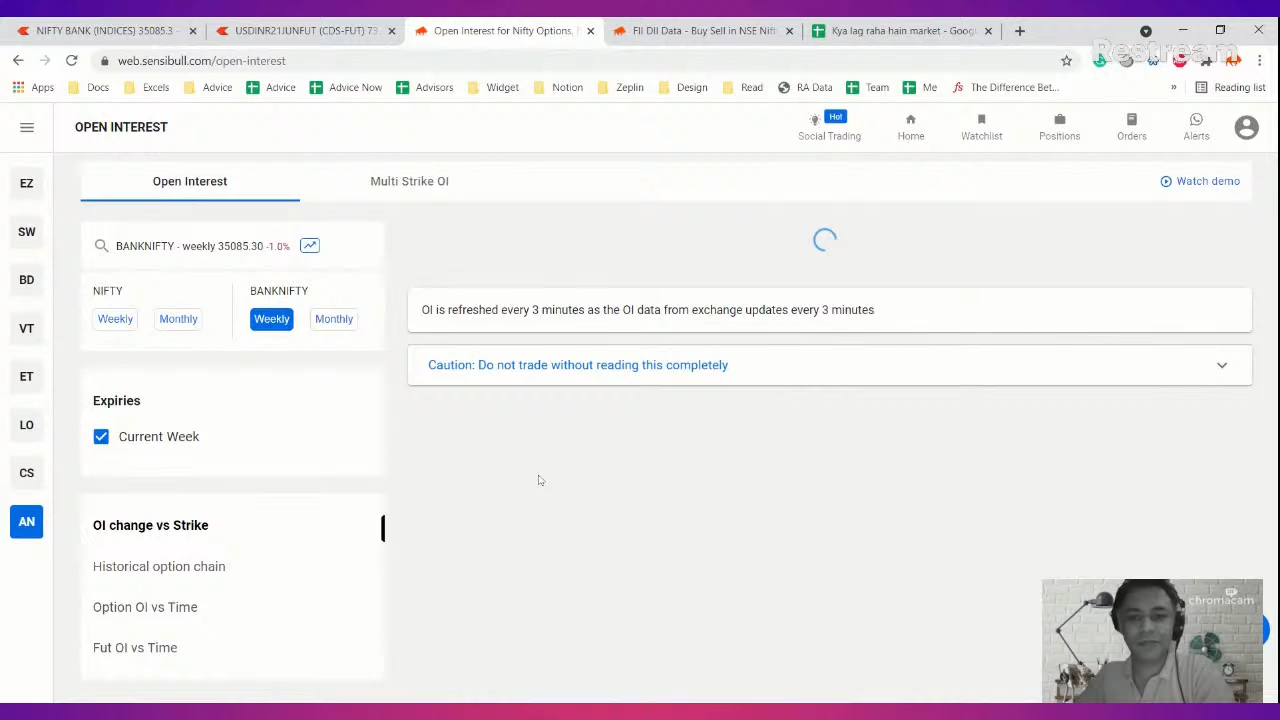 NIFTY BANK (INDICES) 35085.3 -
USDINR21JUNFUT (CDS-FUT) 73.
Open Interest for Nifty Options,
FII DII Data - Buy Sell in NSE Nift
Kya lag raha hain market - Goog
Restream
web.sensibull.com/open-interest
Apps
Docs
Exels
Advice
Advice
Advice Now
Advisors
Widget
Notion
Zeplin
Design
Read
RA Data
Team
Me
The Difference Bet...
»
Reading list
OPEN INTEREST
Hot
Social Trading
Home
Watchlist
Positions
Orders
Alerts
EZ
SW
BD
VT
ET
LO
CS
AN
Open Interest
Multi Strike OI
Watch demo
BANKNIFTY - weekly 35085.30 -1.0%
NIFTY
BANKNIFTY
Weekly
Monthly
Weekly
Monthly
OI is refreshed every 3 minutes as the OI data from exchange updates every 3 minutes
Caution: Do not trade without reading this completely
Expiries
Current Week
OI change vs Strike
Historical option chain
Option OI vs Time
Fut OI vs Time
chromacam